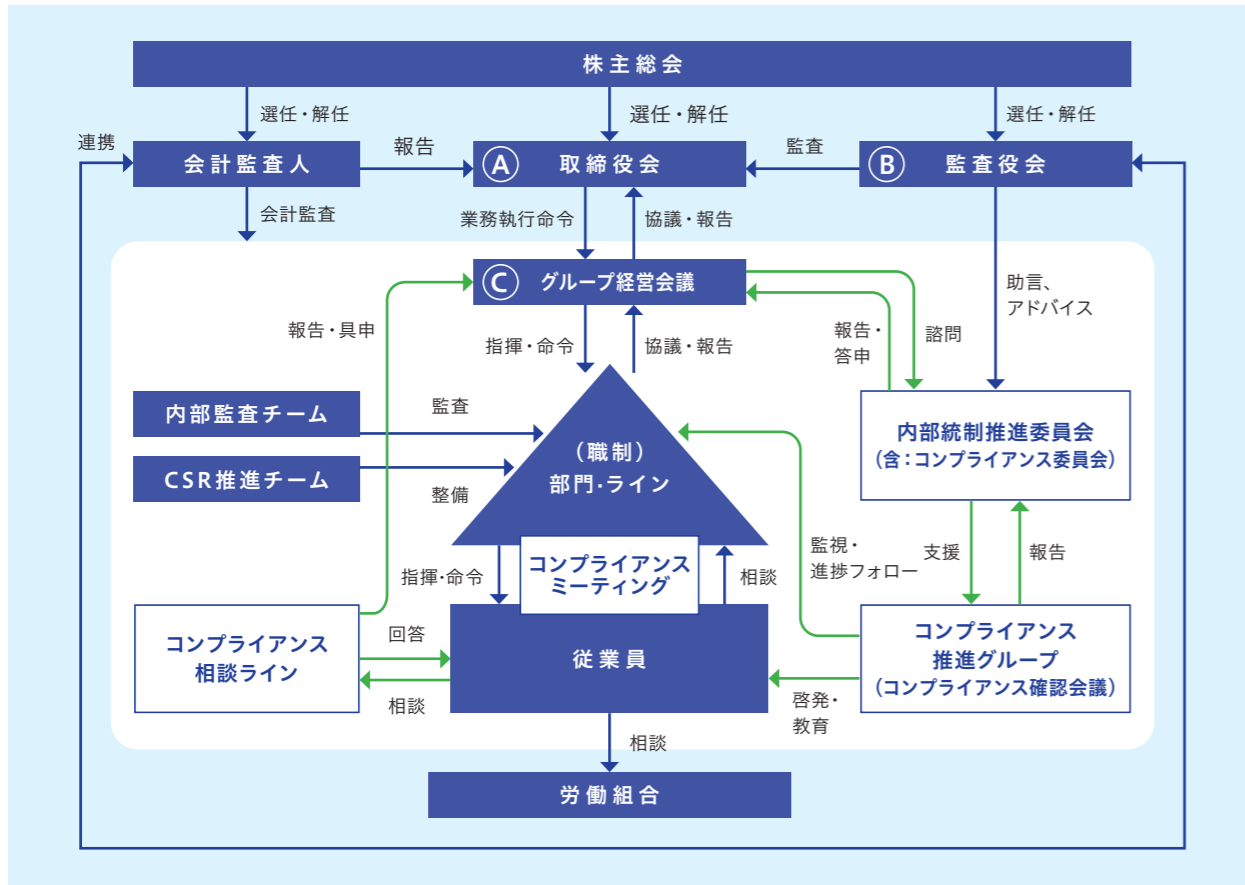 株主総会
選任・解任
選任・解任
選任・解任
連携
会計監査人
報告
A 取締役会
監査
B 監査役会
会計監査
業務執行命令
協議・報告
C グループ経営会議
助言、
アドバイス
報告・具申
指揮・命令
協議・報告
報告・
答申
諮問
内部監査チーム
監査
CSR推進チーム
整備
（職制）
部門・ライン
内部統制推進委員会
（含：コンプライアンス委員会）
指揮・命令
コンプライアンス
ミーティング
相談
監視・
進捗フォロー
支援
報告
コンプライアンス
相談ライン
回答
相談
従業員
啓発・
教育
コンプライアンス
推進グループ
（コンプライアンス確認会議）
相談
労働組合